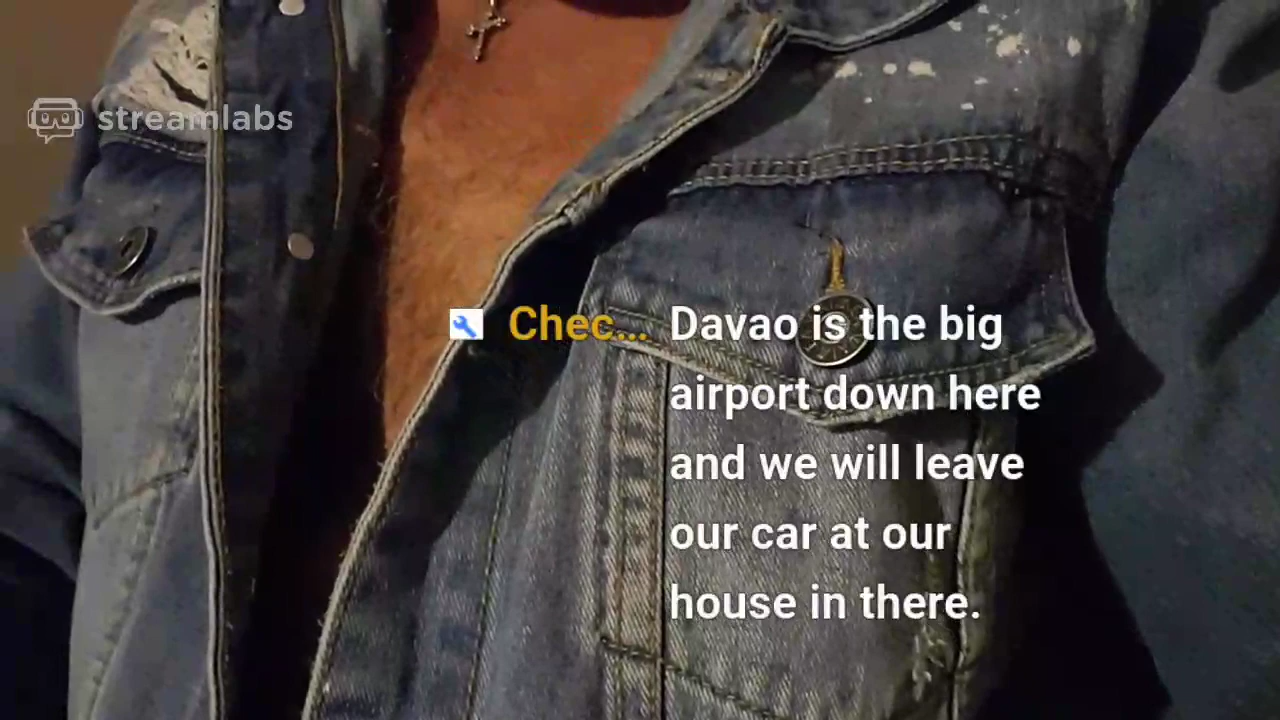 streamlabs
Chec... Davao is the big
airport down here
and we will leave
our car at our
house in there.